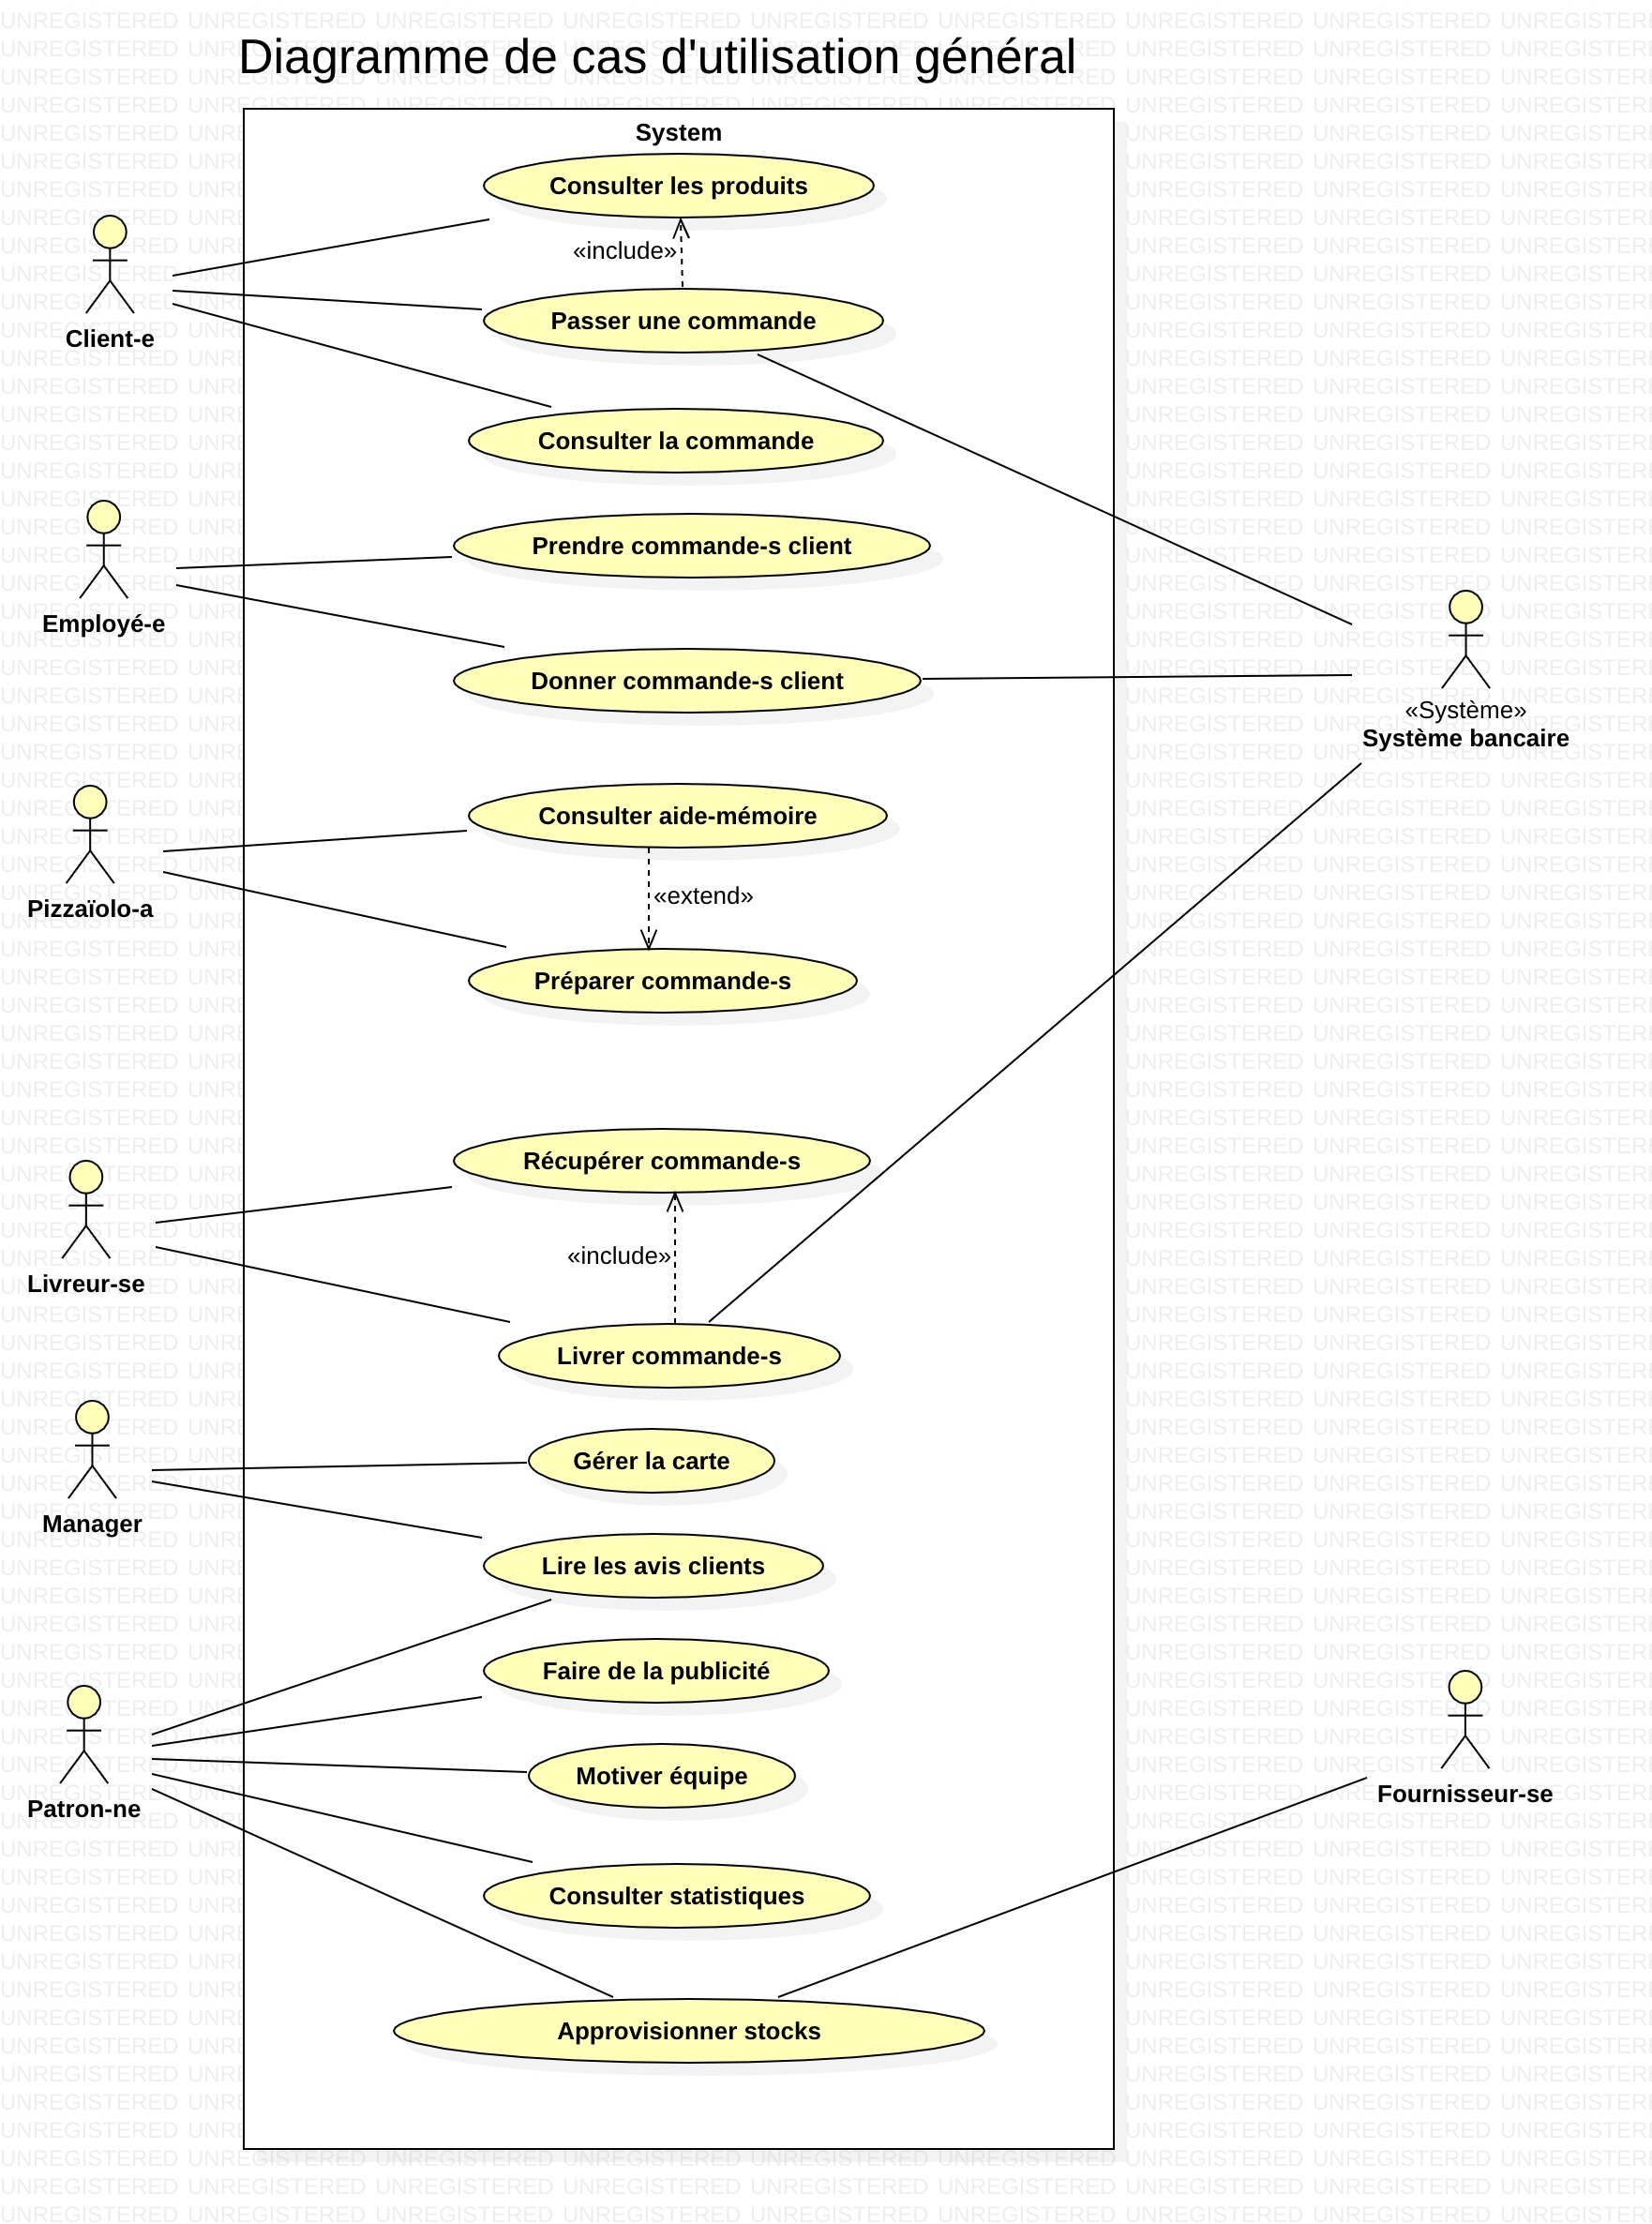 Diagramme de cas d'utilisation général
System
Consulter les produits
«include»
Client-e
Passer une commande
Consulter la commande
Prendre commande-s client
Employé-e
Donner commande-s client
«Système»
Système bancaire
Consulter aide-mémoire
«extend»
Pizzaïolo-a
Préparer commande-s
Récupérer commande-s
«include»
Livreur-se
Livrer commande-s
Gérer la carte
Manager
Lire les avis clients
Faire de la publicité
Motiver équipe
Fournisseur-se
Patron-ne
Consulter statistiques
Approvisionner stocks
UNREGISTERED